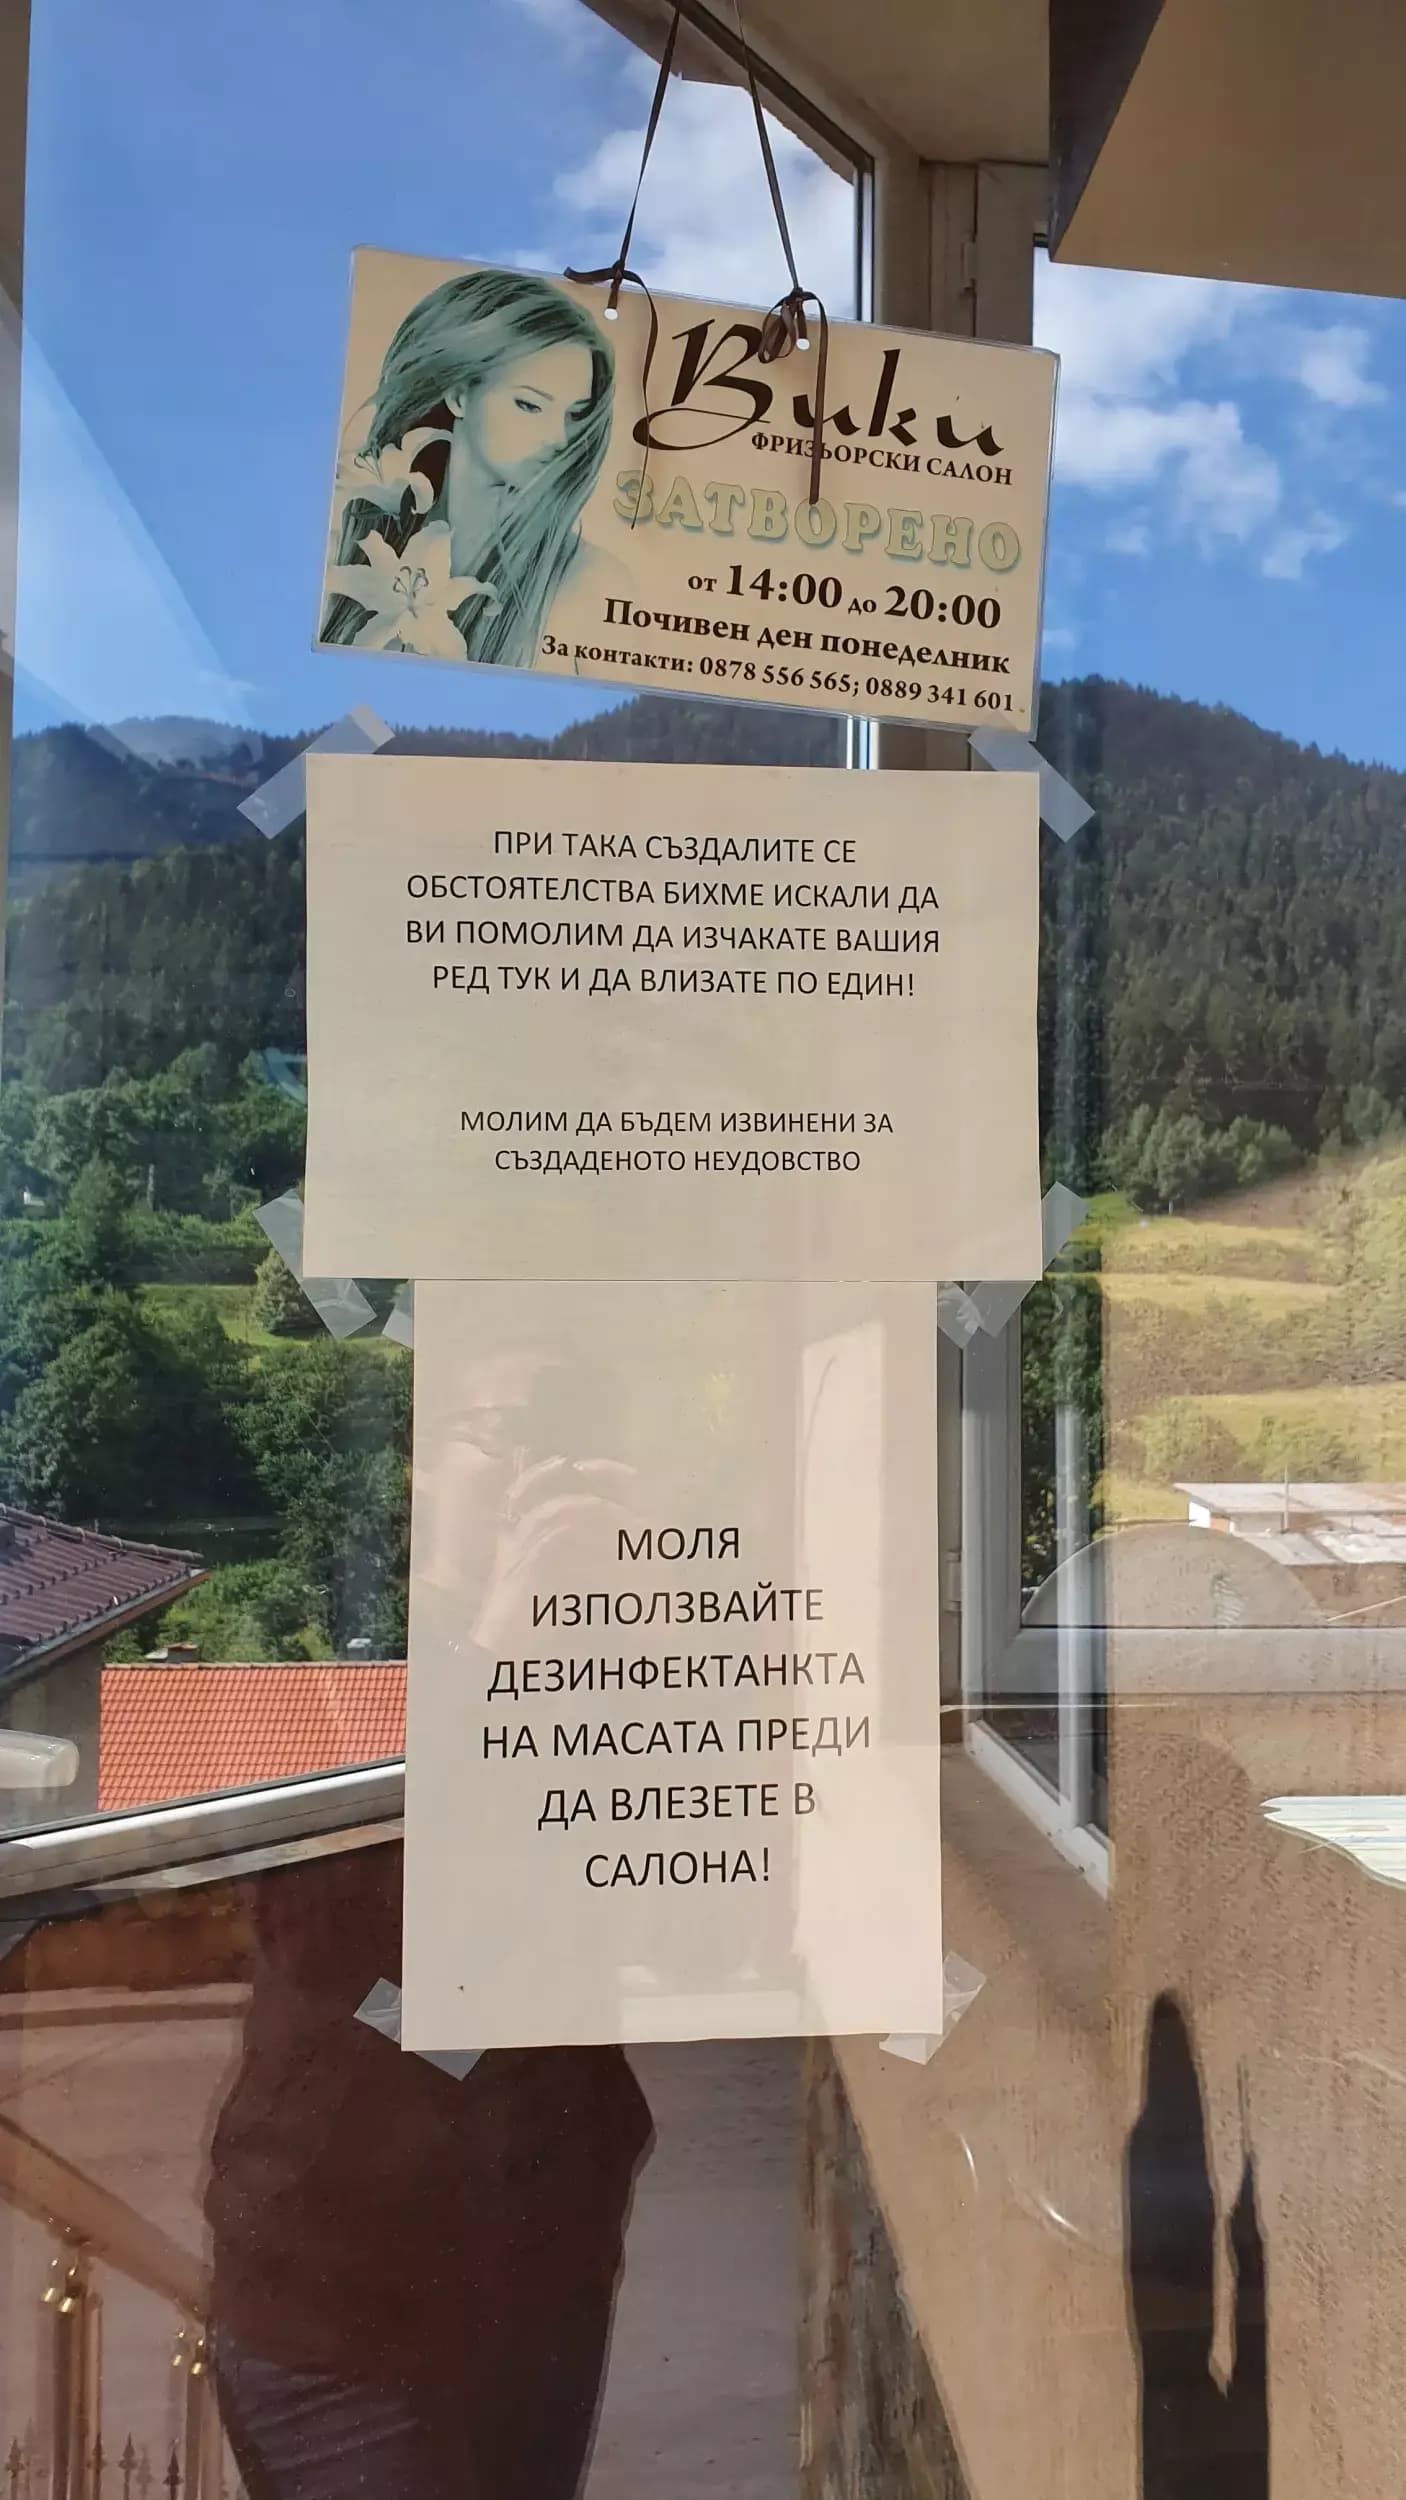 Вики
ФРИЗЬОРСКИ САЛОН
ЗАТВОРЕНО
от 14:00 до 20:00
Почивен ден понеделник
За контакти: 0878 556 565; 0889 341 601
ПРИ ТАКА СЪЗДАЛИТЕ СЕ
ОБСТОЯТЕЛСТВА БИХМЕ ИСКАЛИ ДА
ВИ ПОМОЛИМ ДА ИЗЧАКАТЕ ВАШИЯ
РЕД ТУК И ДА ВЛИЗАТЕ ПО ЕДИН!
МОЛИМ ДА БЪДЕМ ИЗВИНЕНИ ЗА
СЪЗДАДЕНОТО НЕУДОВСТВО
МОЛЯ
ИЗПОЛЗВАЙТЕ
ДЕЗИНФЕКТАНКТА
НА МАСАТА ПРЕДИ
ДА ВЛЕЗЕТЕ В
САЛОНА!